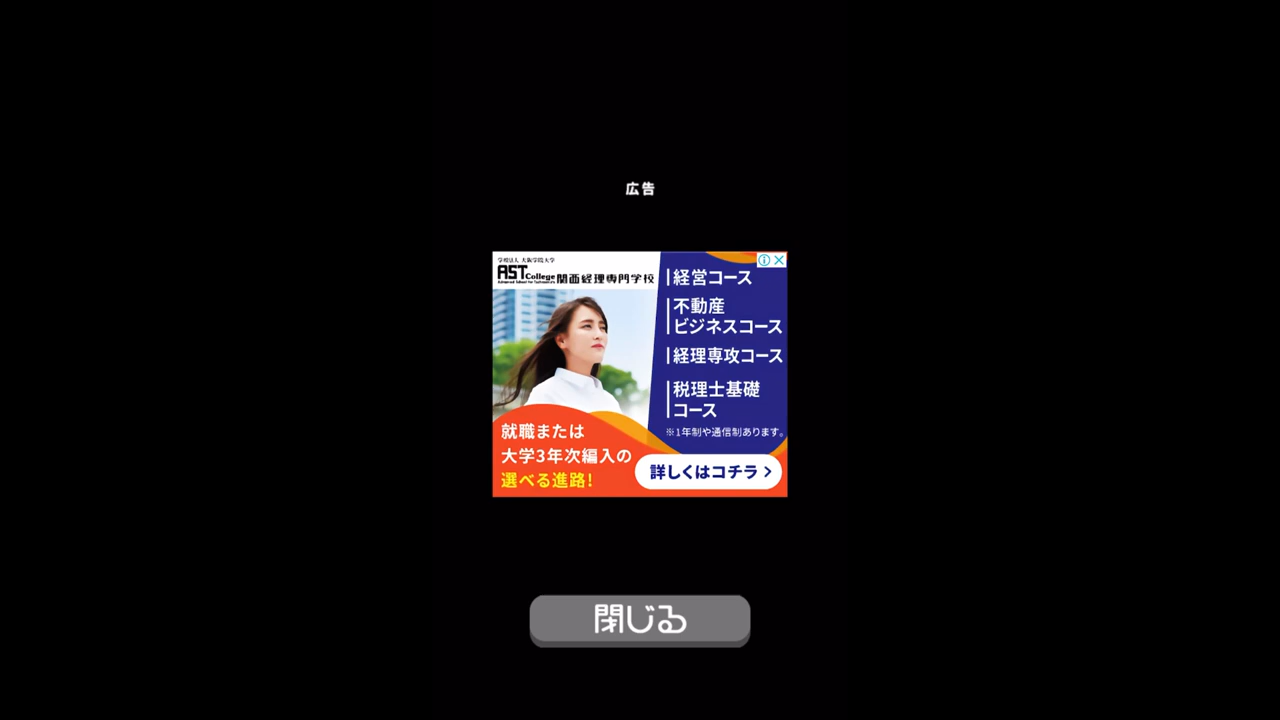 広告
学校法人 大阪学院大学
AST College 関西経理専門学校
経営コース
不動産
ビジネスコース
経理専攻コース
税理士基礎
コース
※1年制や通信制あります。
就職または
大学3年次編入の
選べる進路!
詳しくはコチラ
閉じる